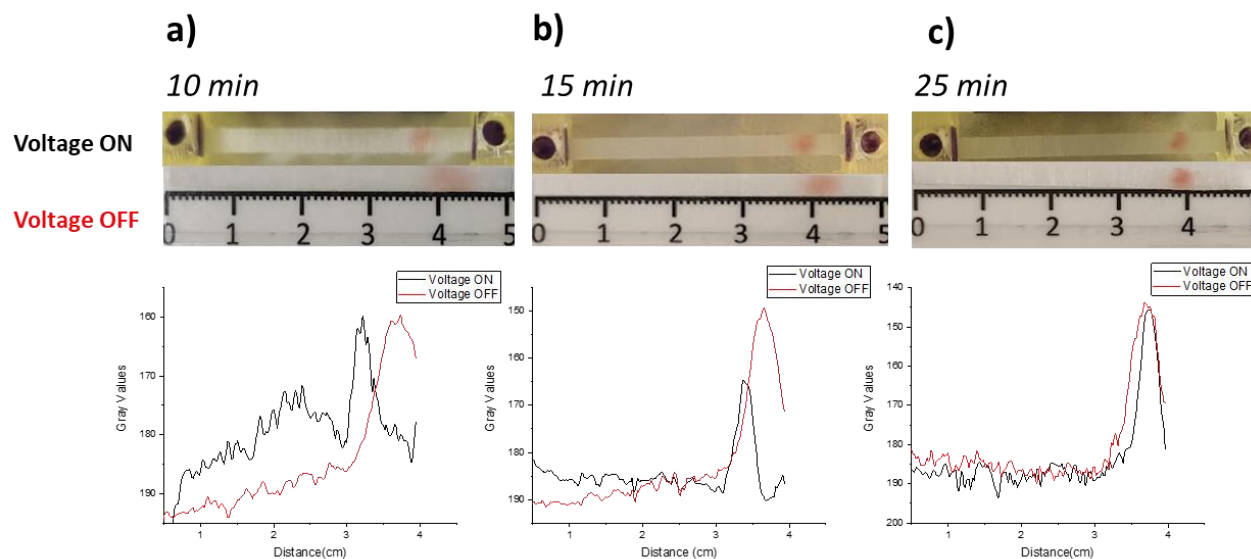 a)
b)
c)
10 min
15 min
25 min
Voltage ON
Voltage OFF
0 1 2 3 4 5
0 1 2 3 4 5
0 1 2 3 4 5
Voltage ON
Voltage OFF
160
170
180
190
Gray Values
1 2 3 4
Distance(cm)
Voltage ON
Voltage OFF
150
160
170
180
190
Gray Values
1 2 3 4
Distance(cm)
Voltage ON
Voltage OFF
140
150
160
170
180
190
200
Gray Values
1 2 3 4
Distance(cm)